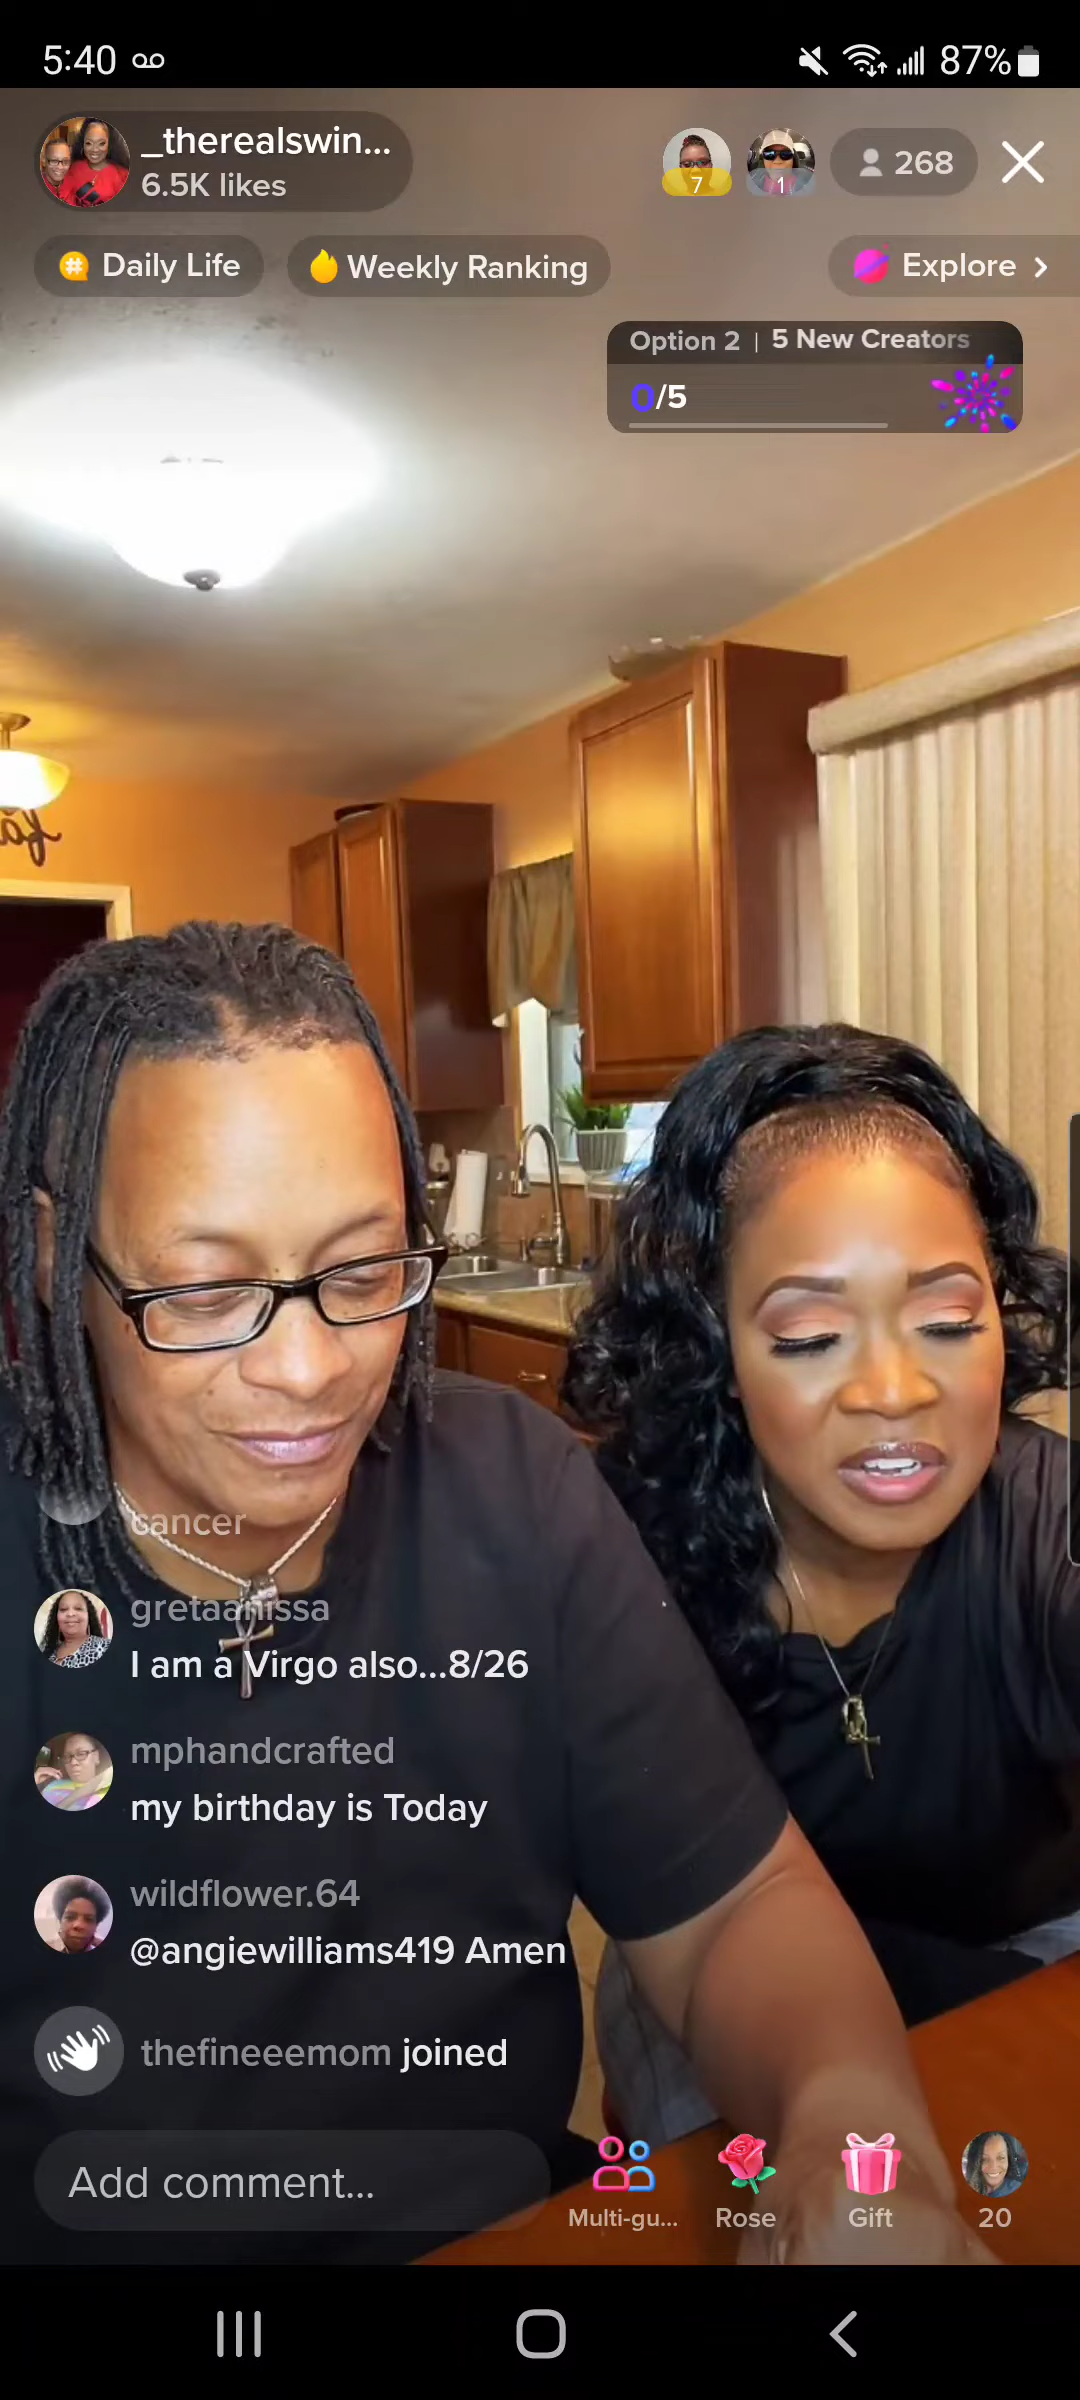 5:40
87%
_therealswin...
6.5K likes
7
1
268
Daily Life
Weekly Ranking
Explore >
Option 2 | 5 New Creators
0/5
cancer
gretaanissa
I am a Virgo also...8/26
mphandcrafted
my birthday is Today
wildflower.64
@angiewilliams419 Amen
thefineeemom joined
Add comment...
Multi-gu...
Rose
Gift
20